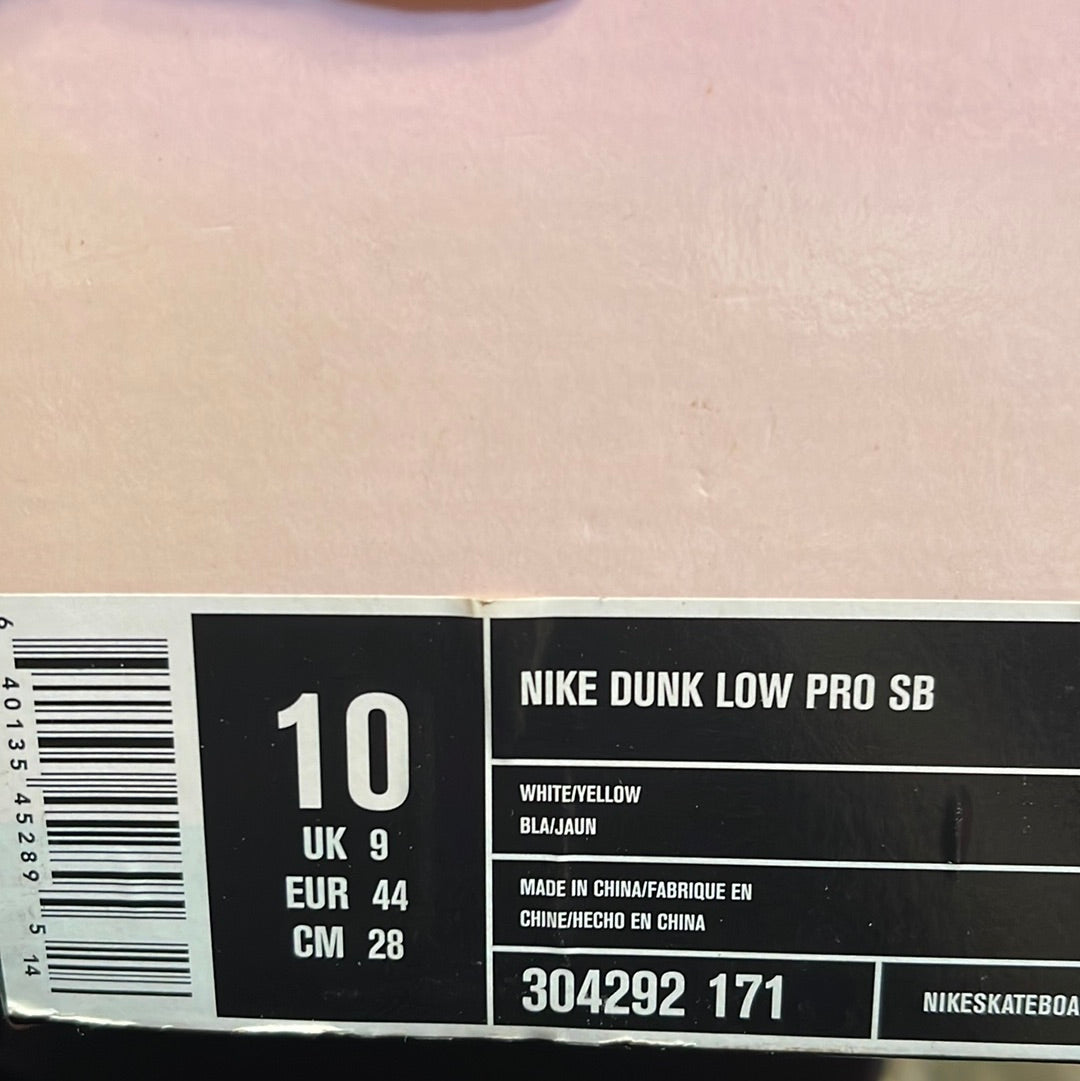 6 40135 45289 5 14
10
UK 9
EUR 44
CM 28
NIKE DUNK LOW PRO SB
WHITE/YELLOW
BLA/JAUN
MADE IN CHINA/FABRIQUE EN
CHINE/HECHO EN CHINA
304292 171
NIKESKATEBOA